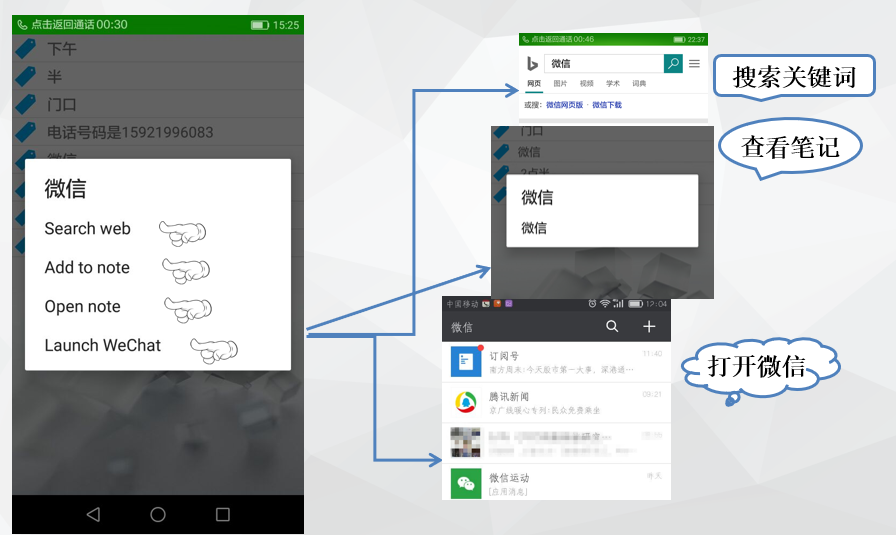 点击返回通话00:30
15:25
下午
半
门口
电话号码是15921996083
微信
微信
Search web
Add to note
Open note
Launch WeChat
点击返回通话00:46
22:37
微信
网页 图片 视频 学术 词典
或搜: 微信网页版 · 微信下载
搜索关键词
门口
微信
2点半
微信
微信
查看笔记
中国移动
12:04
微信
订阅号
11:40
南方周末:今天股市第一大事、深港通…
腾讯新闻
09:21
京广线暖心专列:民众免费乘坐
微信运动
昨天
[应用消息]
打开微信